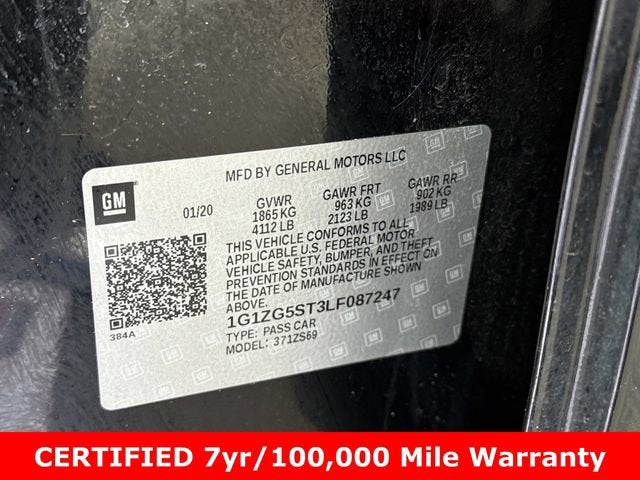 MFD BY GENERAL MOTORS LLC
GM
01/20 GVWR GAWR FRT GAWR RR
1865 KG 963 KG 902 KG
4112 LB 2123 LB 1989 LB
THIS VEHICLE CONFORMS TO ALL
APPLICABLE U.S. FEDERAL MOTOR
VEHICLE SAFETY, BUMPER, AND THEFT
PREVENTION STANDARDS IN EFFECT ON
THE DATE OF MANUFACTURE SHOWN
ABOVE.
1G1ZG5ST3LF087247
TYPE: PASS CAR
MODEL: 371ZS69
384A
CERTIFIED 7yr/100,000 Mile Warranty